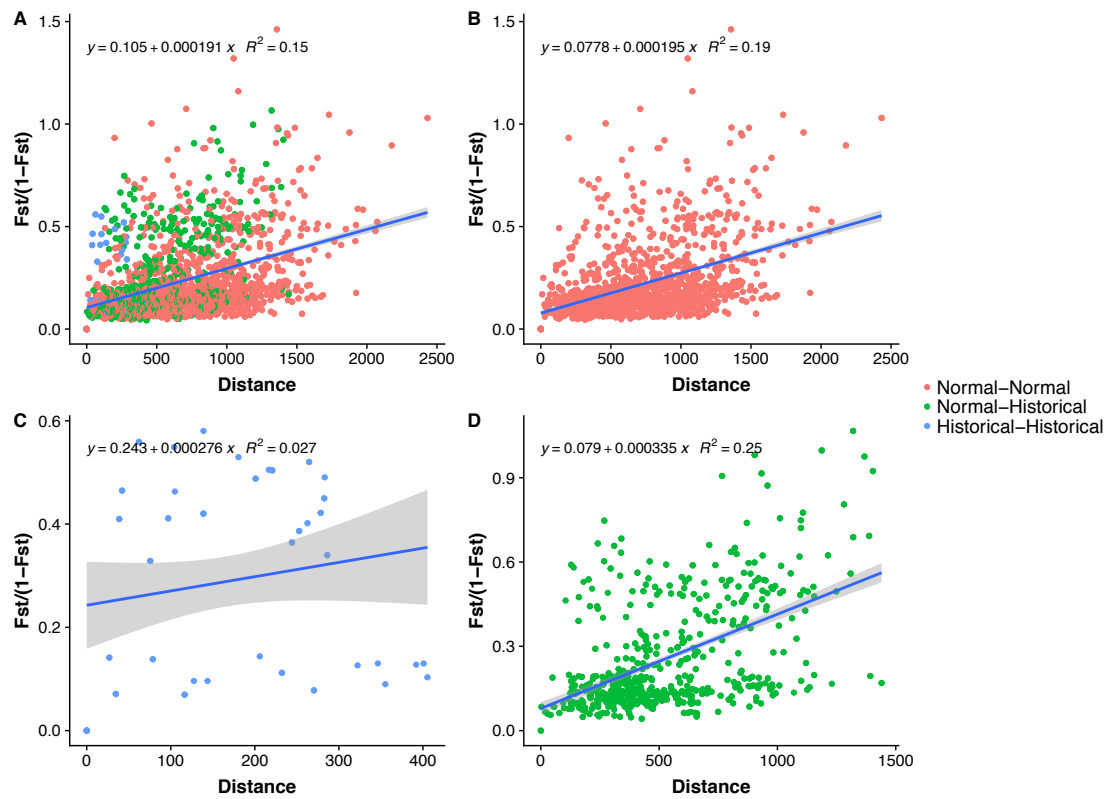 A
y = 0.105 + 0.000191 x R² = 0.15
1.5
1.0
0.5
0.0
Fst/(1−Fst)
0 500 1000 1500 2000 2500
Distance
B
y = 0.0778 + 0.000195 x R² = 0.19
1.5
1.0
0.5
0.0
Fst/(1−Fst)
0 500 1000 1500 2000 2500
Distance
C
y = 0.243 + 0.000276 x R² = 0.027
0.6
0.4
0.2
0.0
Fst/(1−Fst)
0 100 200 300 400
Distance
D
y = 0.079 + 0.000335 x R² = 0.25
0.9
0.6
0.3
0.0
Fst/(1−Fst)
0 500 1000 1500
Distance
Normal−Normal
Normal−Historical
Historical−Historical